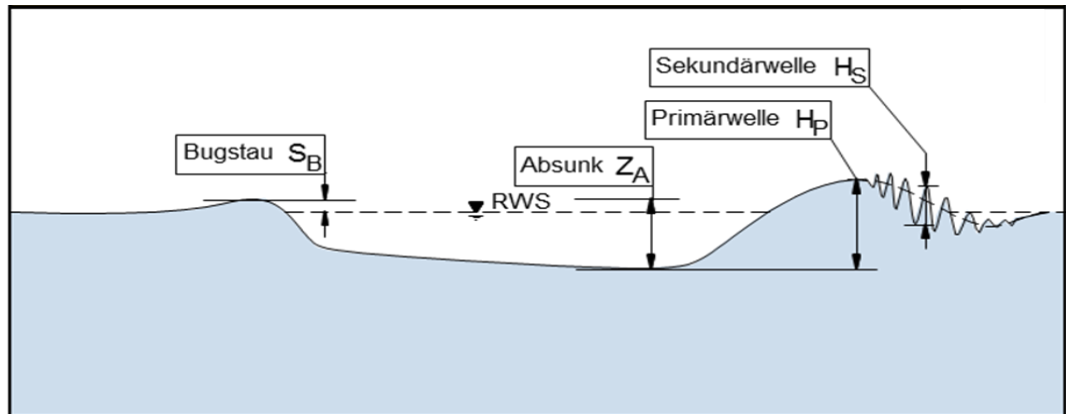 Sekundärwelle HS
Primärwelle HP
Bugstau SB
Absunk ZA
RWS